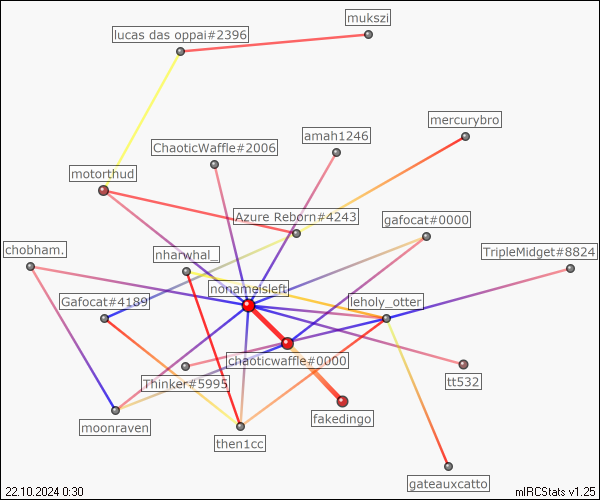 mukszi
lucas das oppai#2396
mercurybro
amah1246
ChaoticWaffle#2006
motorthud
Azure Reborn#4243
gafocat#0000
chobham.
nharwhal_
TripleMidget#8824
nonameisleft
Gafocat#4189
leholy_otter
chaoticwaffle#0000
Thinker#5995
tt532
fakedingo
moonraven
then1cc
gateauxcatto
22.10.2024 0:30
mIRCStats v1.25